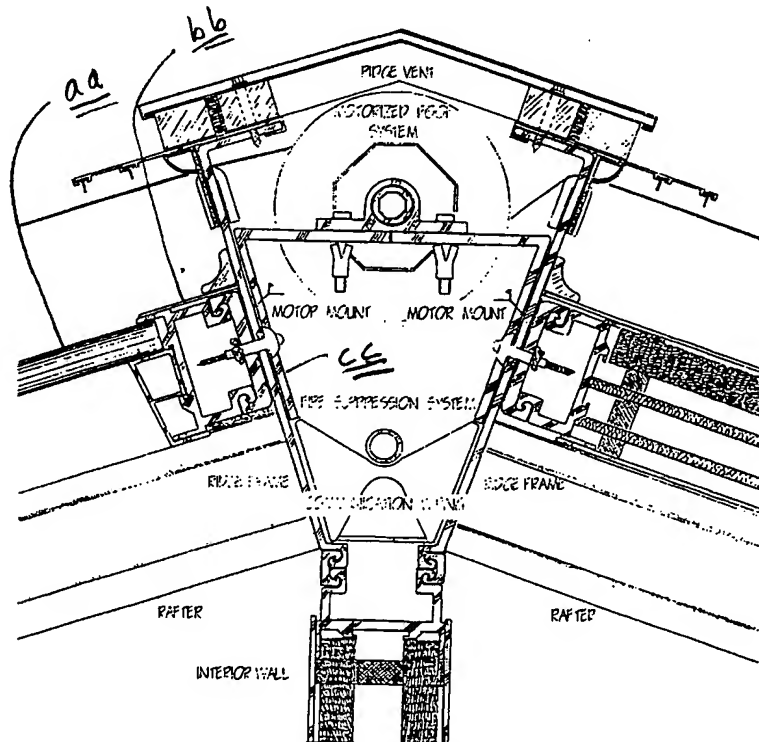 bb
aa
RIDGE VENT
MOTORIZED ROOF
SYSTEM
MOTOR MOUNT
MOTOR MOUNT
cc
FIRE SUPPRESSION SYSTEM
RIDGE FRAME
RIDGE FRAME
COMMUNICATION
RAFTER
RAFTER
INTERIOR WALL